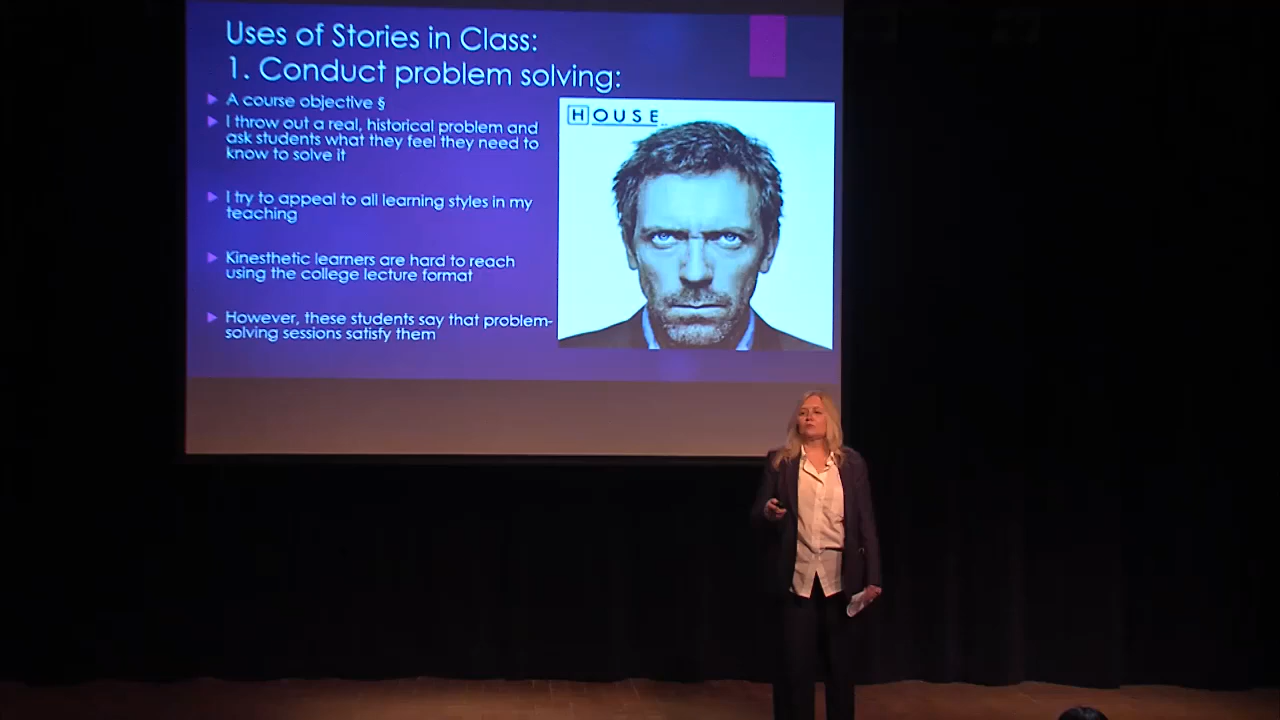 Uses of Stories in Class:
1. Conduct problem solving:
A course objective §
I throw out a real, historical problem and
ask students what they feel they need to
know to solve it
I try to appeal to all learning styles in my
teaching
Kinesthetic learners are hard to reach
using the college lecture format
However, these students say that problem-
solving sessions satisfy them
HOUSE